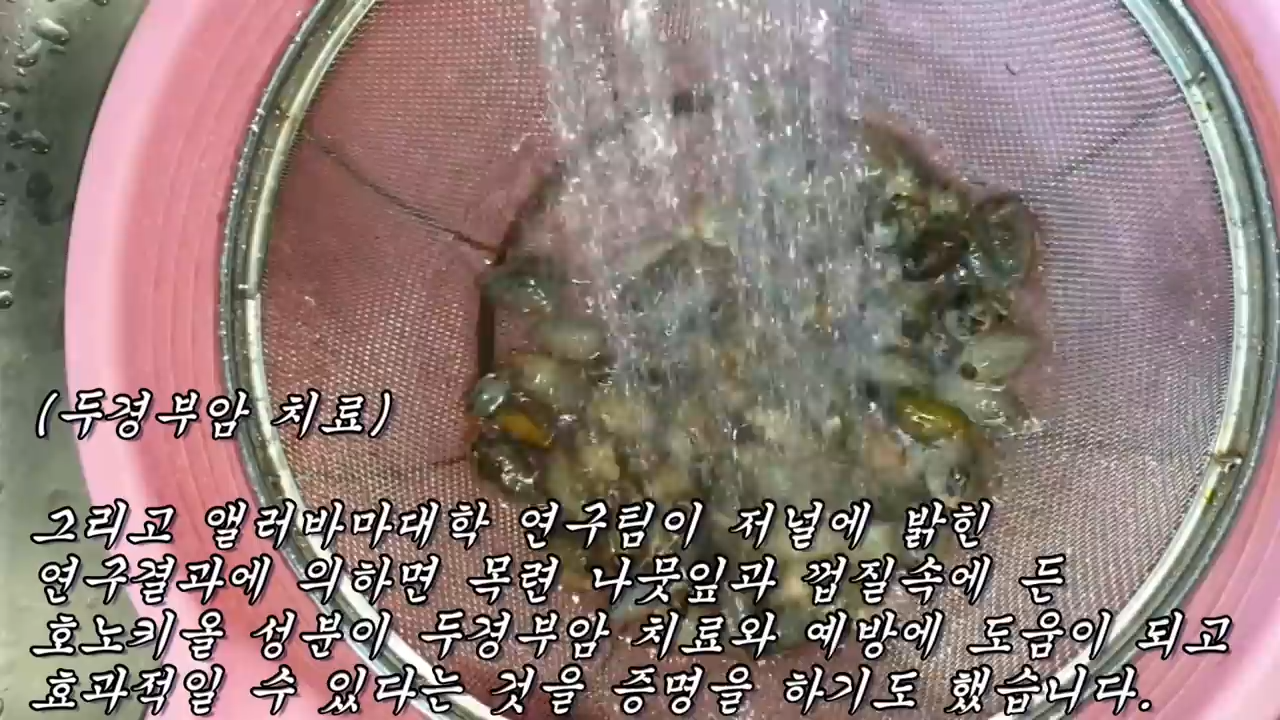 (두경부암 치료)
그리고 앨러바마대학 연구팀이 저널에 밝힌
연구결과에 의하면 목련 나뭇잎과 껍질속에 든
호노키올 성분이 두경부암 치료와 예방에 도움이 되고
효과적일 수 있다는 것을 증명을 하기도 했습니다.